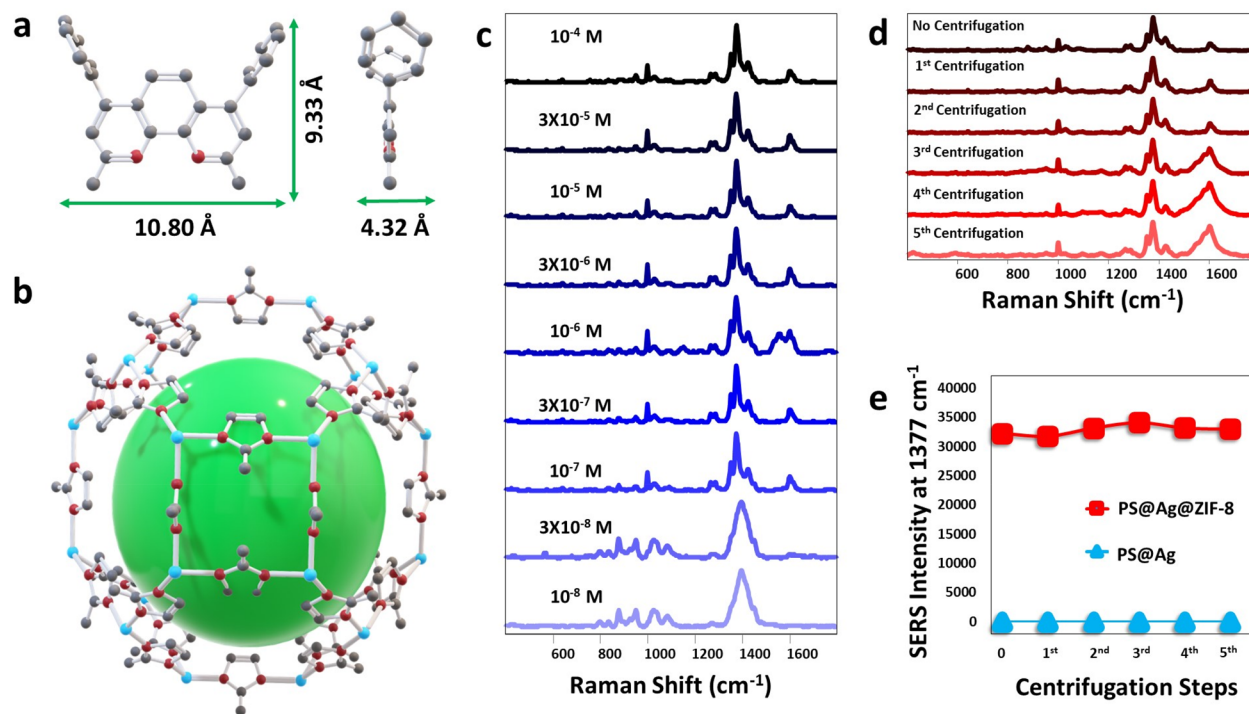 a
9.33 Å
10.80 Å
4.32 Å
b
c
10⁻⁴ M
3X10⁻⁵ M
10⁻⁵ M
3X10⁻⁶ M
10⁻⁶ M
3X10⁻⁷ M
10⁻⁷ M
3X10⁻⁸ M
10⁻⁸ M
600 800 1000 1200 1400 1600
Raman Shift (cm⁻¹)
d
No Centrifugation
1ˢᵗ Centrifugation
2ⁿᵈ Centrifugation
3ʳᵈ Centrifugation
4ᵗʰ Centrifugation
5ᵗʰ Centrifugation
600 800 1000 1200 1400 1600
Raman Shift (cm⁻¹)
e
SERS Intensity at 1377 cm⁻¹
40000
35000
30000
25000
20000
15000
10000
5000
0
PS@Ag@ZIF-8
PS@Ag
0 1ˢᵗ 2ⁿᵈ 3ʳᵈ 4ᵗʰ 5ᵗʰ
Centrifugation Steps